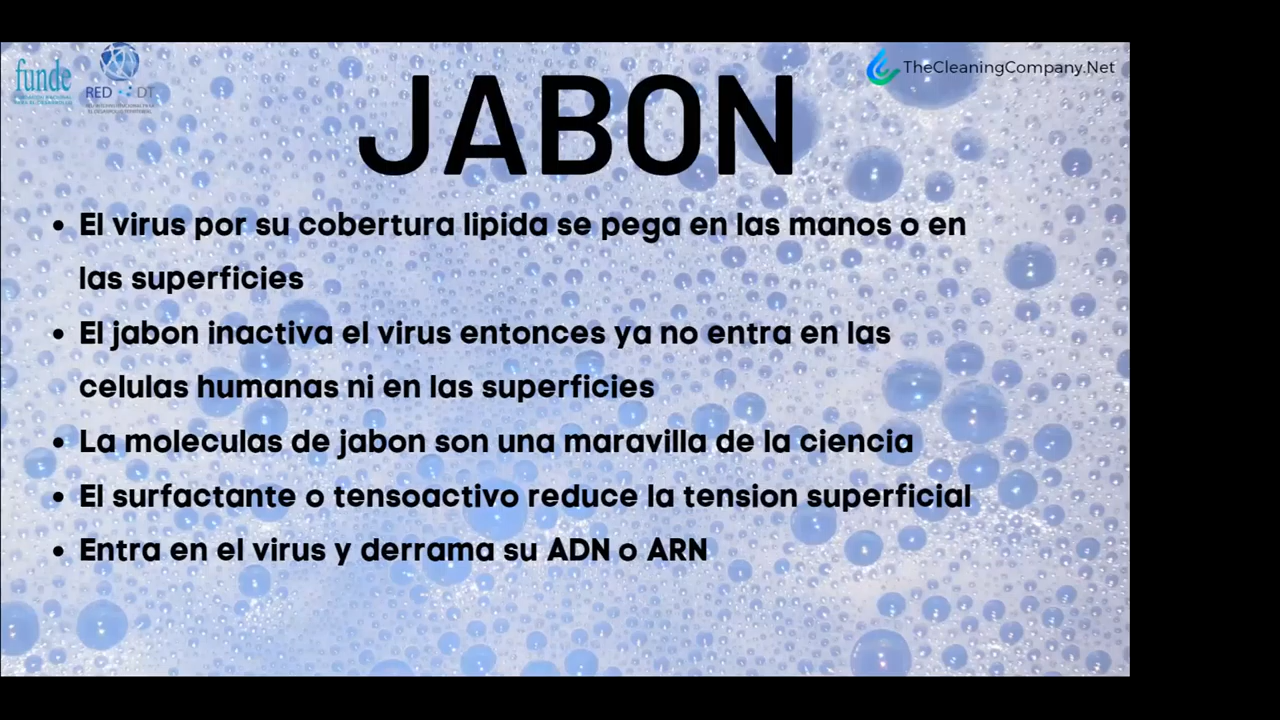 funde
RED DT
TheCleaningCompany.Net
JABON
• El virus por su cobertura lipida se pega en las manos o en
las superficies
• El jabon inactiva el virus entonces ya no entra en las
celulas humanas ni en las superficies
• La moleculas de jabon son una maravilla de la ciencia
• El surfactante o tensoactivo reduce la tension superficial
• Entra en el virus y derrama su ADN o ARN